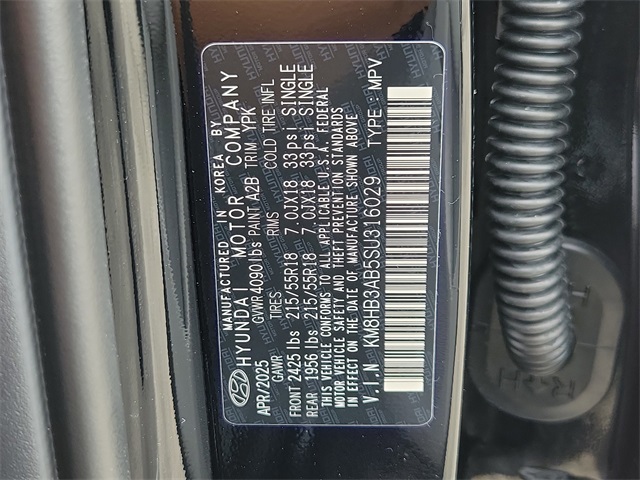 MANUFACTURED IN KOREA BY
HYUNDAI MOTOR COMPANY
APR/2025 GVWR 4090lbs PAINT A2B TRIM YPK
GAWR TIRES RIMS COLD TIRE INFL
FRONT 2425 lbs 215/55R18 7.0JX18 33psi SINGLE
REAR 1956 lbs 215/55R18 7.0JX18 33psi SINGLE
THIS VEHICLE CONFORMS TO ALL APPLICABLE U.S.A. FEDERAL
MOTOR VEHICLE SAFETY AND THEFT PREVENTION STANDARDS
IN EFFECT ON THE DATE OF MANUFACTURE SHOWN ABOVE
V.I.N KM8HB3AB5SU316029 TYPE: MPV